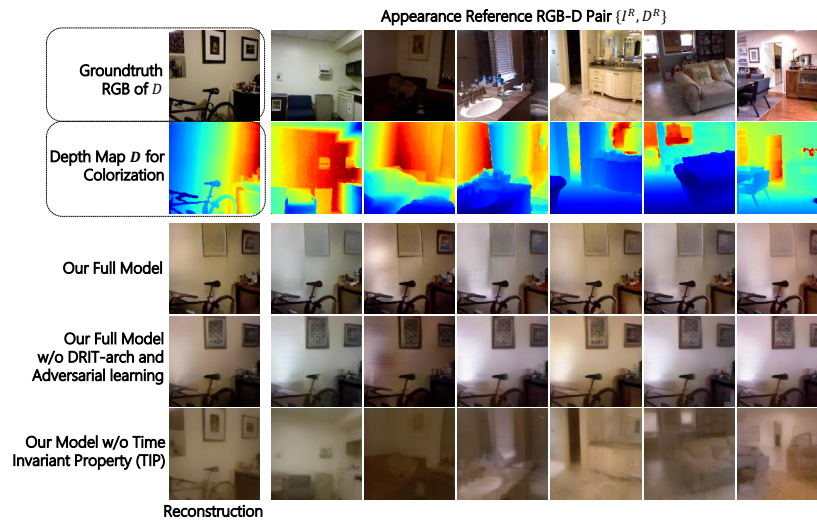 Appearance Reference RGB-D Pair {I^R, D^R}
Groundtruth
RGB of D
Depth Map D for
Colorization
Our Full Model
Our Full Model
w/o DRIT-arch and
Adversarial learning
Our Model w/o Time
Invariant Property (TIP)
Reconstruction